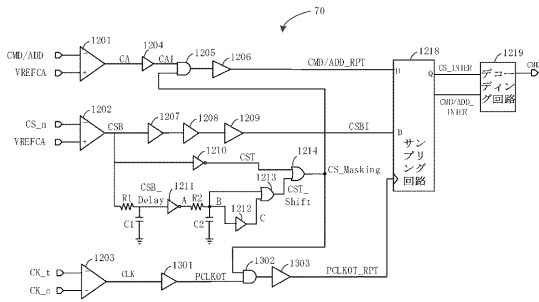 70
1201
1204
1205
1206
1218
1219
CMD/ADD
VREFCA
CA
CA1
CMD/ADD_RPT
D
Q
CS_INTER
CMD/ADD_
INTER
デコー
ディン
グ回路
CMD
1202
1207
1208
1209
CS_n
VREFCA
CSB
CSBI
D
サン
プリング
回路
1210
CST
1214
CS_Masking
1213
CST_
Shift
CSB_
Delay
1211
R1
A
R2
B
1212
C
C1
C2
1203
CK_t
CK_c
CLK
1301
PCLKOT
1302
1303
PCLKOT_RPT